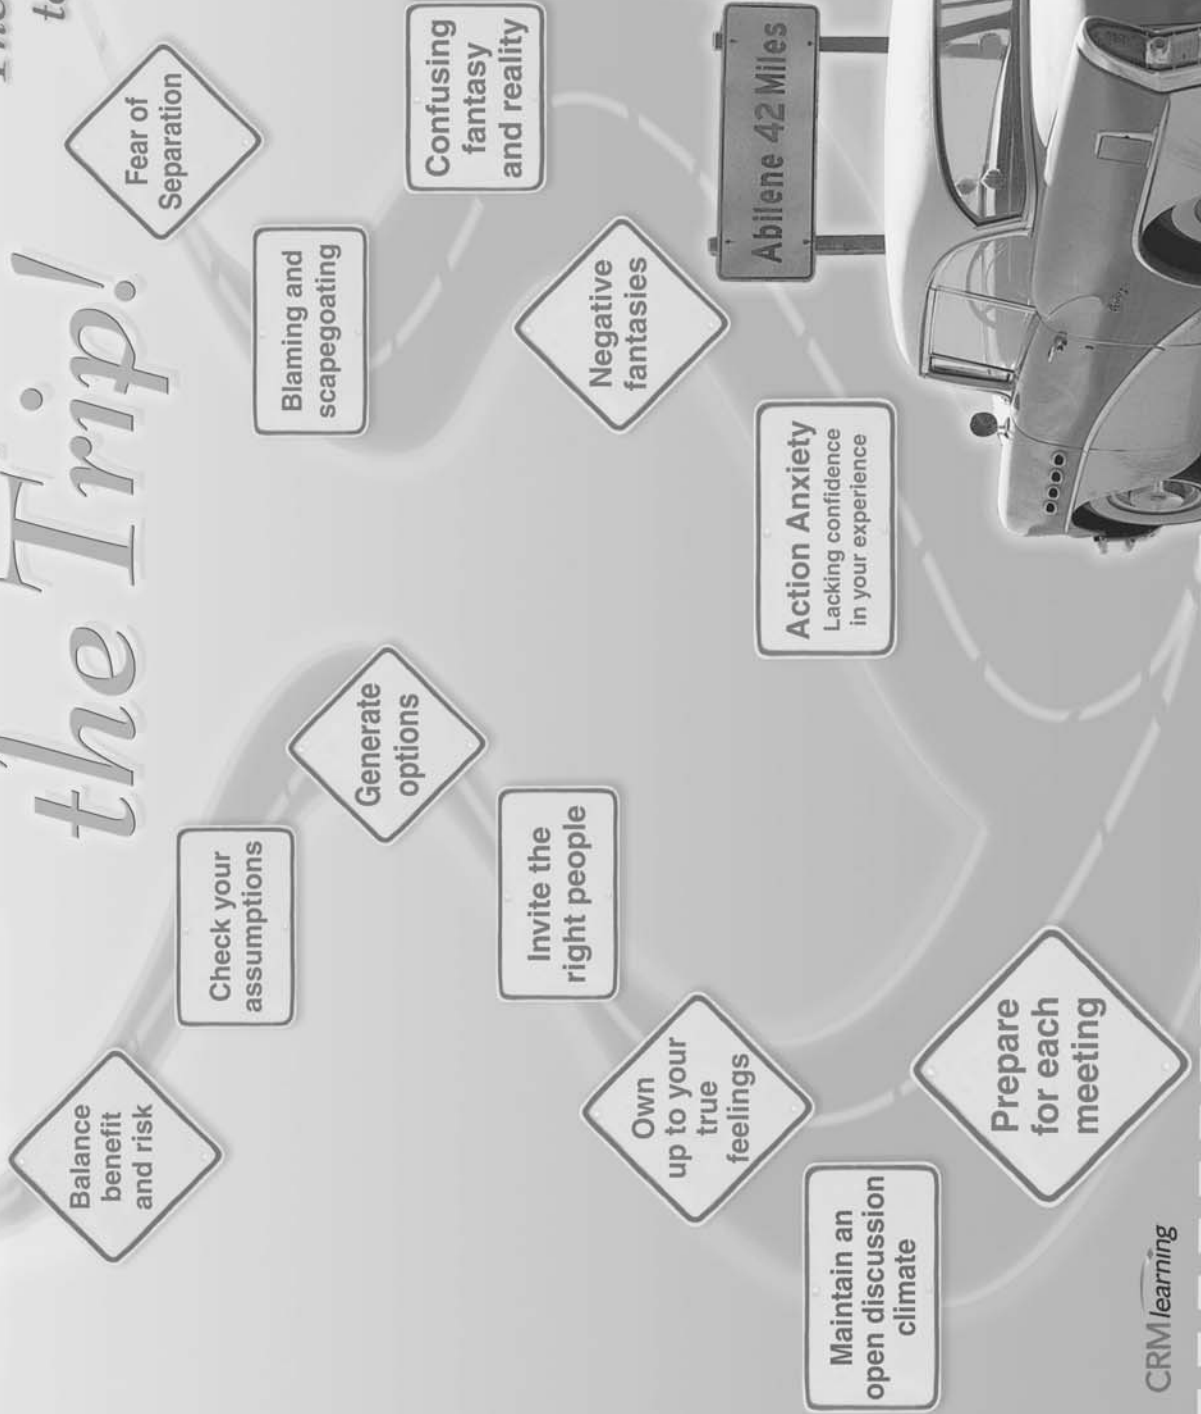 the Trip!
Balance
benefit
and risk
Check your
assumptions
Generate
options
Invite the
right people
Own
up to your
true
feelings
Maintain an
open discussion
climate
Prepare
for each
meeting
Fear of
Separation
Blaming and
scapegoating
Confusing
fantasy
and reality
Negative
fantasies
Action Anxiety
Lacking confidence
in your experience
Abilene 42 Miles
CRMlearning